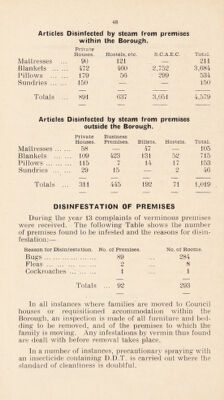 48
Articles Disinfected by steam from premises
within the Borough.
Private
Houses. Hostels, etc. B.C.A.E.C. Total.
Mattresses ... 90 121 — 211
Blankets ... 472 460 2,752 3,684
Pillows ... 179 56 299 534
Sundries ... 150 — — 150
Totals ... 891 637 3,051 4,579
Articles Disinfected by steam from premises
outside the Borough.
Private Business
Houses. Premises. Billets. Hostels. Total.
Mattresses ... 58 — 47 — 105
Blankets ... 109 423 131 52 715
Pillows ... 115 7 14 17 153
Sundries ... 29 15 — 2 46
Totals ... 311 445 192 71 1,019
DISINFESTATION OF PREMISES
During the year 13 complaints of verminous premises
were received. The following Table shows the number
of premises found to be infested and the reasons for disin-
festation:—
Reason for Disinfestation. No. of Premises. No. of Rooms.
Bugs ... 89 284
Fleas ... 2 8
Cockroaches ... 1 1
Totals ... 92 293
In all instances where families are moved to Council
houses or requisitioned accommodation within the
Borough, an inspection is made of all furniture and bed-
ding to be removed, and of the premises to which the
family is moving. Any infestations by vermin thus found
are dealt with before removal takes place.
In a number of instances, precautionary spraying with
an insecticide containing D.D.T. is carried out where the
standard of cleanliness is doubtful.